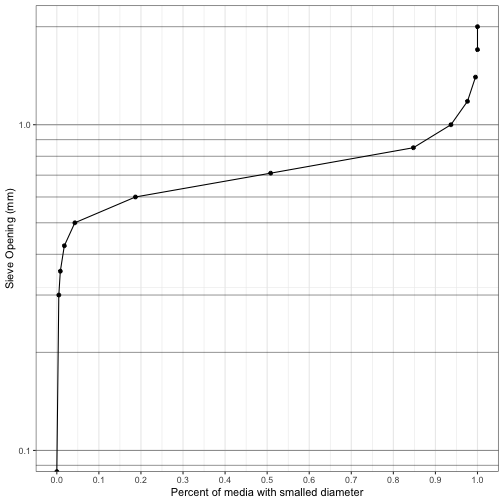 Sieve Opening (mm)
1.0
0.1
0.0 0.1 0.2 0.3 0.4 0.5 0.6 0.7 0.8 0.9 1.0
Percent of media with smalled diameter